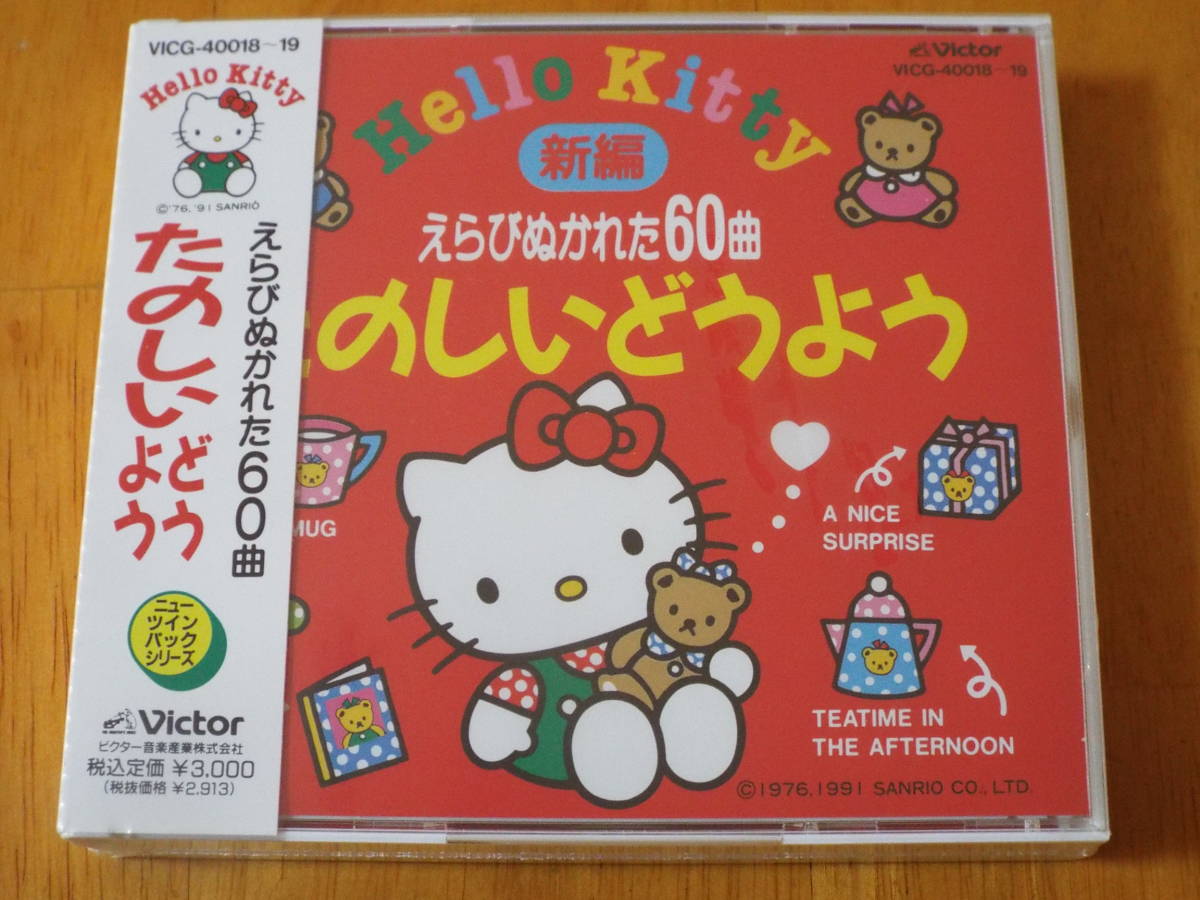 VICG-40018~19
Hello Kitty
©'76,'91 SANRIO
えらびぬかれた60曲
たのしい
どう
よう
ニュー
ツイン
パック
シリーズ
Victor
ビクター音楽産業株式会社
税込定価 ¥3,000
(税抜価格 ¥2,913)
Victor
VICG-40018~19
Hello Kitty
新編
えらびぬかれた60曲
のしいどうよう
MUG
A NICE
SURPRISE
TEATIME IN
THE AFTERNOON
©1976,1991 SANRIO CO., LTD.